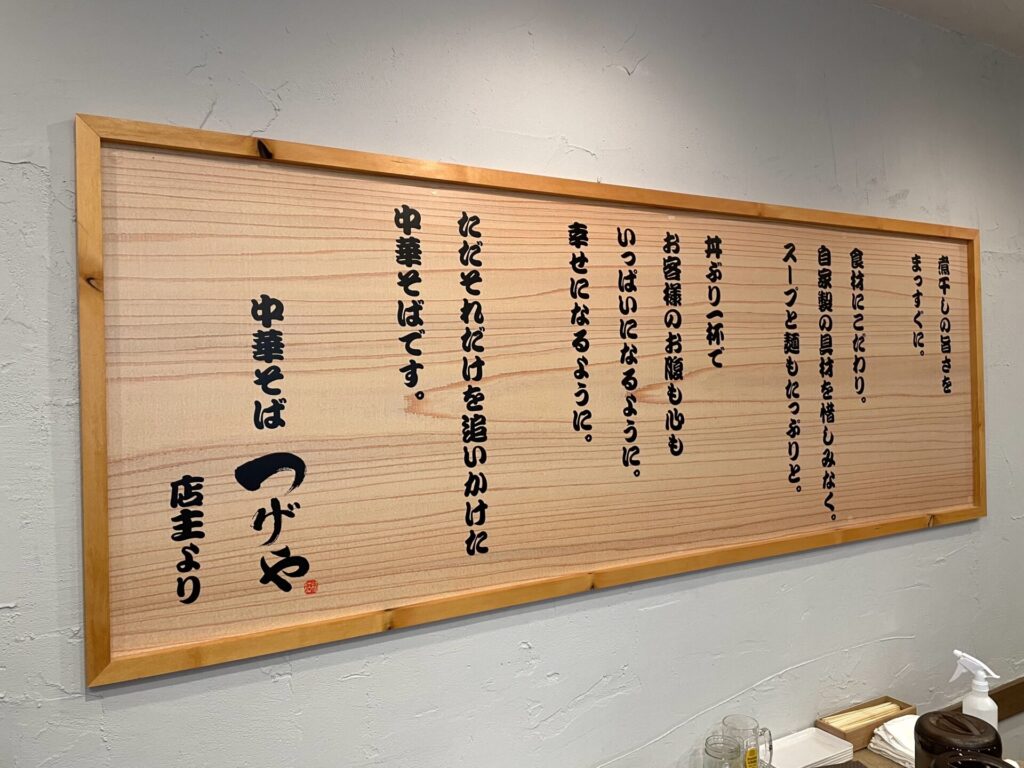 煮干しの旨さを
まっすぐに。
食材にこだわり。
自家製の具材を惜しみなく。
スープと麺もたっぷりと。
丼ぶり一杯で
お客様のお腹も心も
いっぱいになるように。
幸せになるように。
ただそれだけを追いかけた
中華そばです。
中華そば つげや
店主より